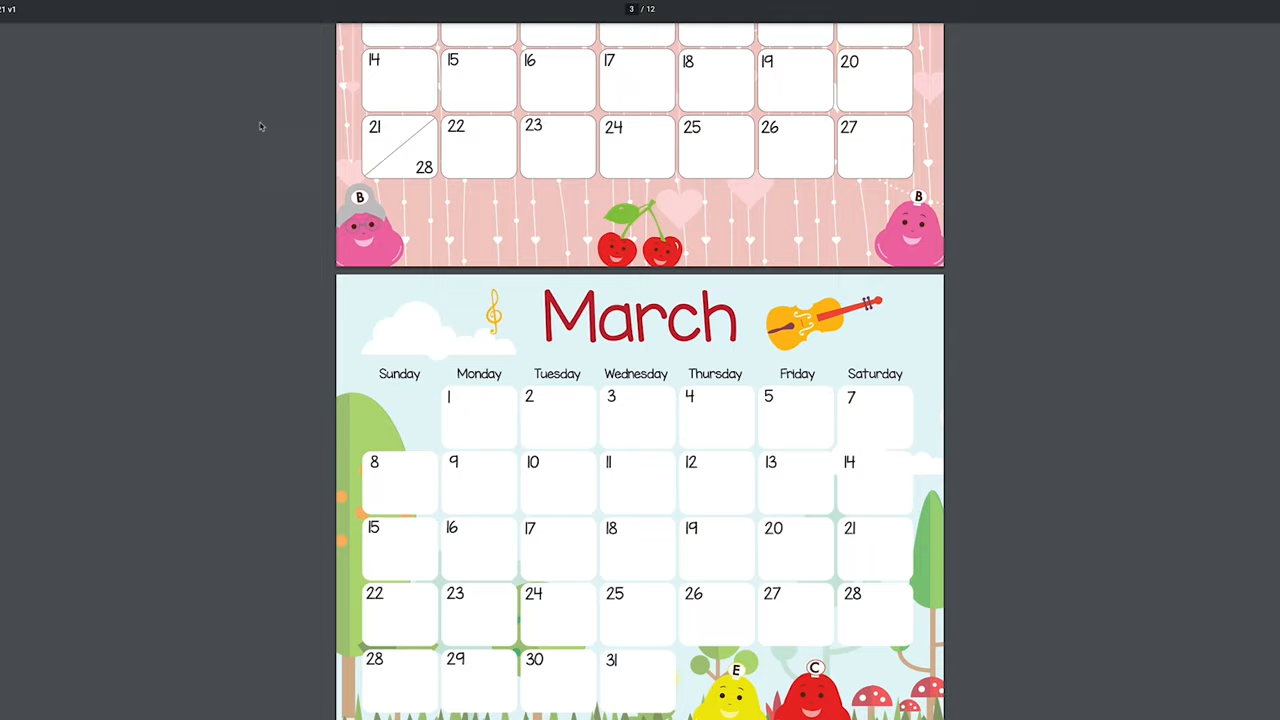 21 v1
3 / 12
14 15 16 17 18 19 20
21 28 22 23 24 25 26 27
B B
March
Sunday Monday Tuesday Wednesday Thursday Friday Saturday
1 2 3 4 5 7
8 9 10 11 12 13 14
15 16 17 18 19 20 21
22 23 24 25 26 27 28
28 29 30 31
E C